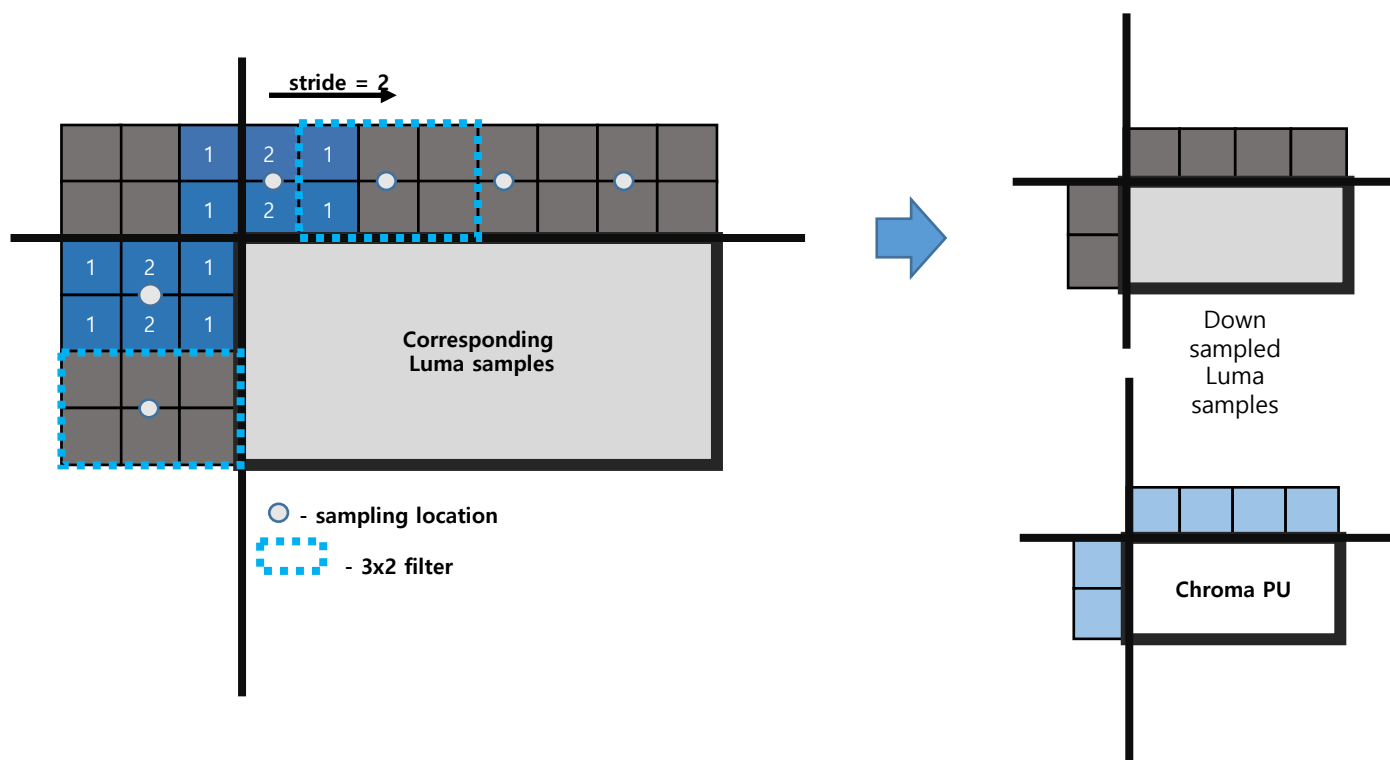 stride = 2
1 2 1
1 2 1
1 2 1
1 2 1
Corresponding
Luma samples
- sampling location
- 3x2 filter
Down
sampled
Luma
samples
Chroma PU